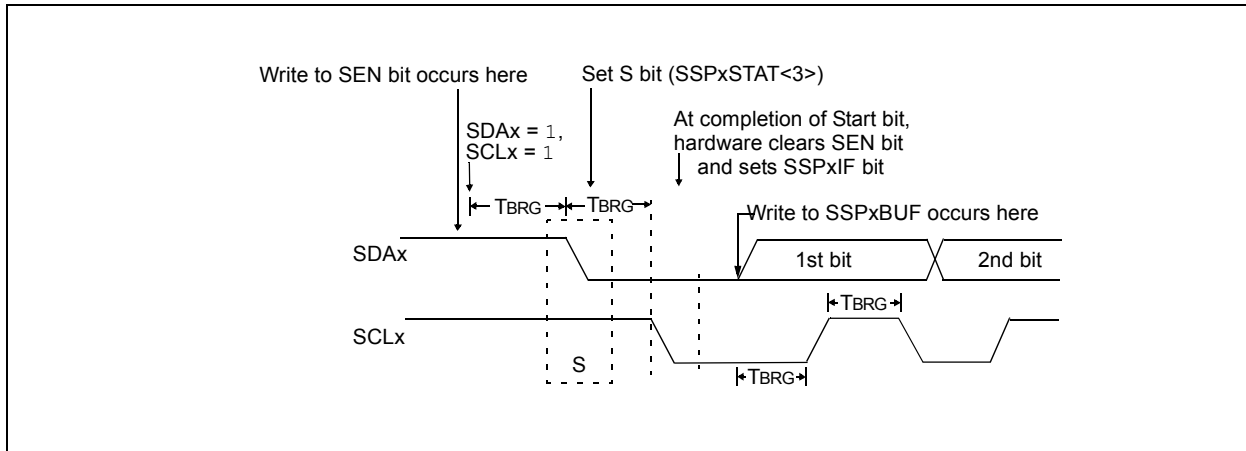 Write to SEN bit occurs here
Set S bit (SSPxSTAT<3>)
SDAx = 1,
SCLx = 1
At completion of Start bit,
hardware clears SEN bit
and sets SSPxIF bit
TBRG
TBRG
Write to SSPxBUF occurs here
SDAx
1st bit
2nd bit
TBRG
SCLx
S
TBRG